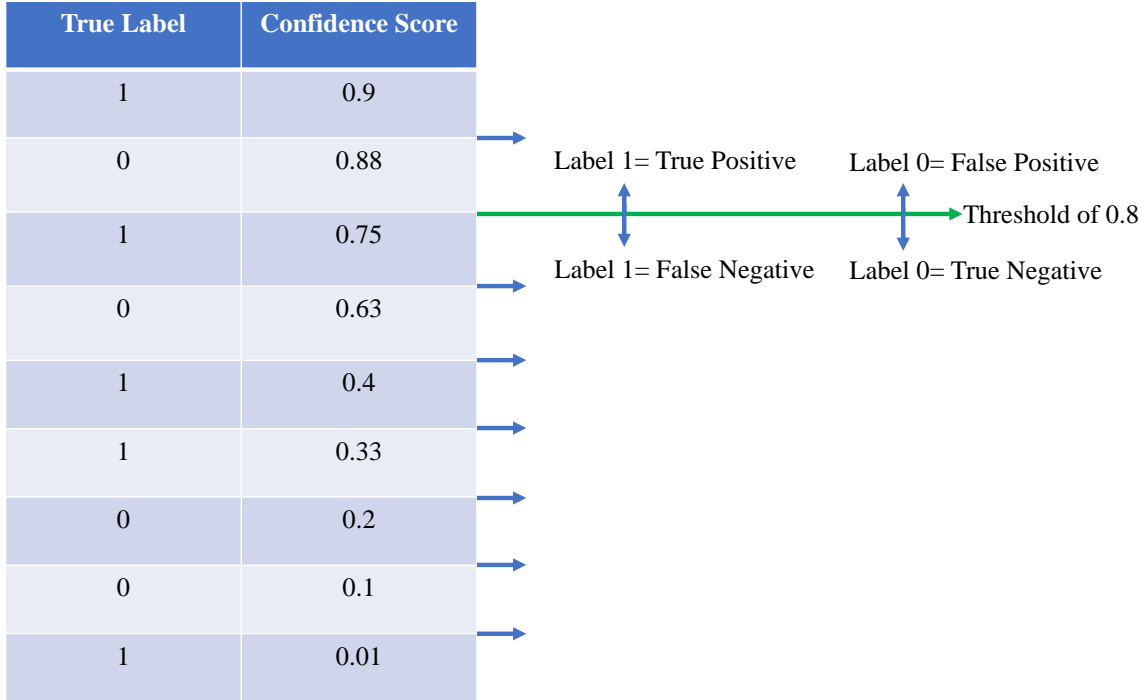 True Label Confidence Score
1 0.9
0 0.88
1 0.75
0 0.63
1 0.4
1 0.33
0 0.2
0 0.1
1 0.01
Label 1= True Positive Label 0= False Positive
Threshold of 0.8
Label 1= False Negative Label 0= True Negative